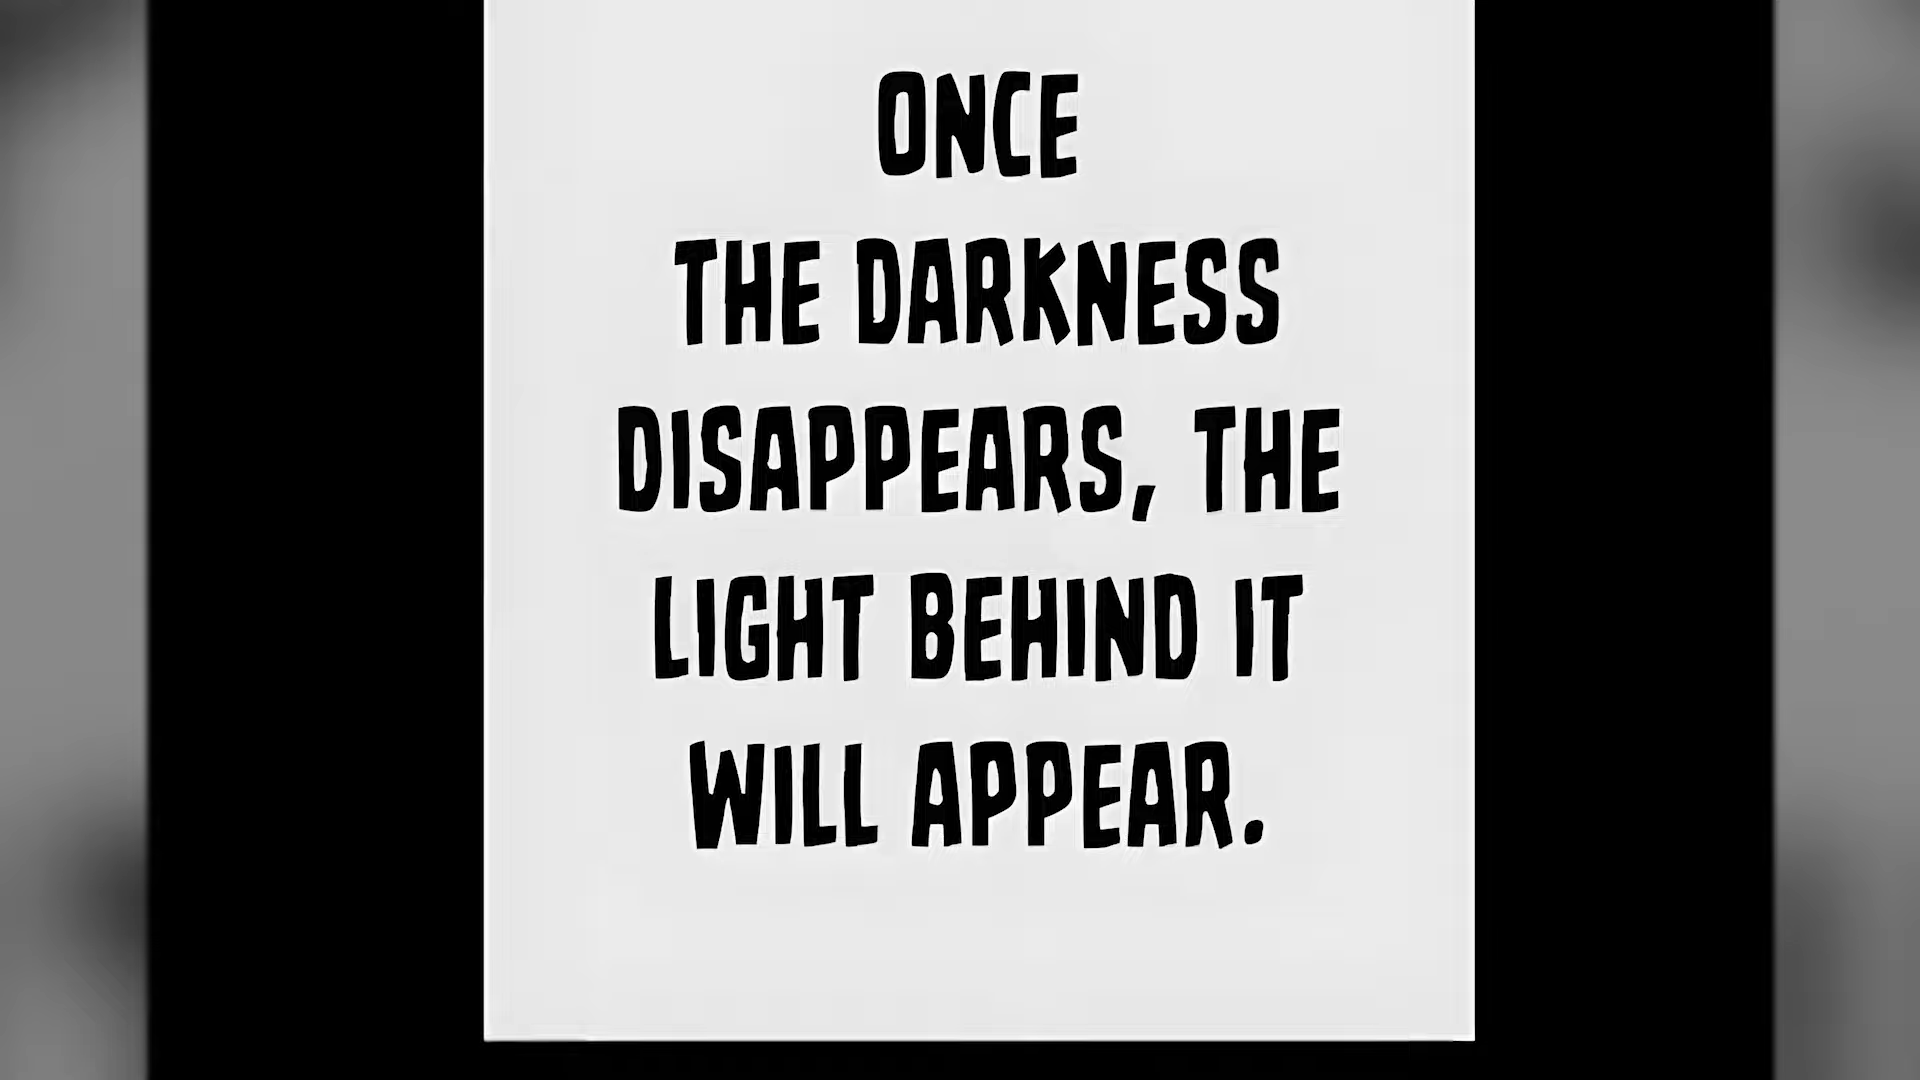 ONCE
THE DARKNESS
DISAPPEARS, THE
LIGHT BEHIND IT
WILL APPEAR.